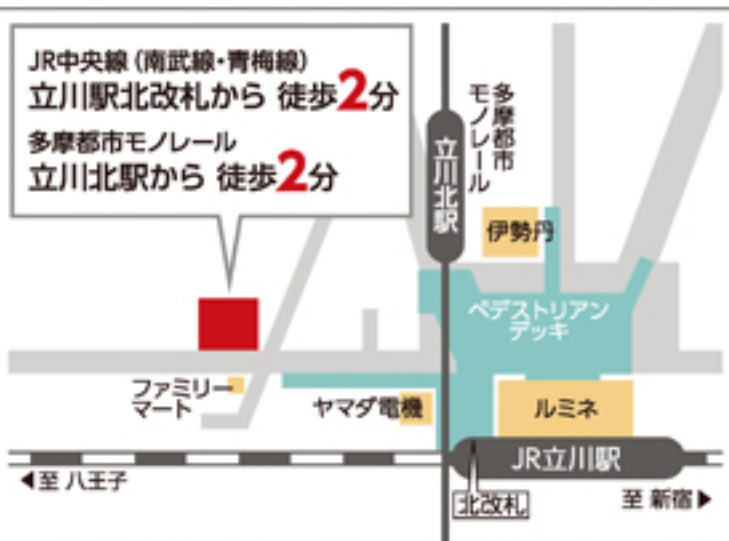 JR中央線(南武線・青梅線)
立川駅北改札から 徒歩2分
多摩都市モノレール
立川北駅から 徒歩2分
多摩都市
モノレール
立川北駅
伊勢丹
ペデストリアン
デッキ
ファミリー
マート
ヤマダ電機
ルミネ
JR立川駅
◀至 八王子
北改札
至 新宿▶